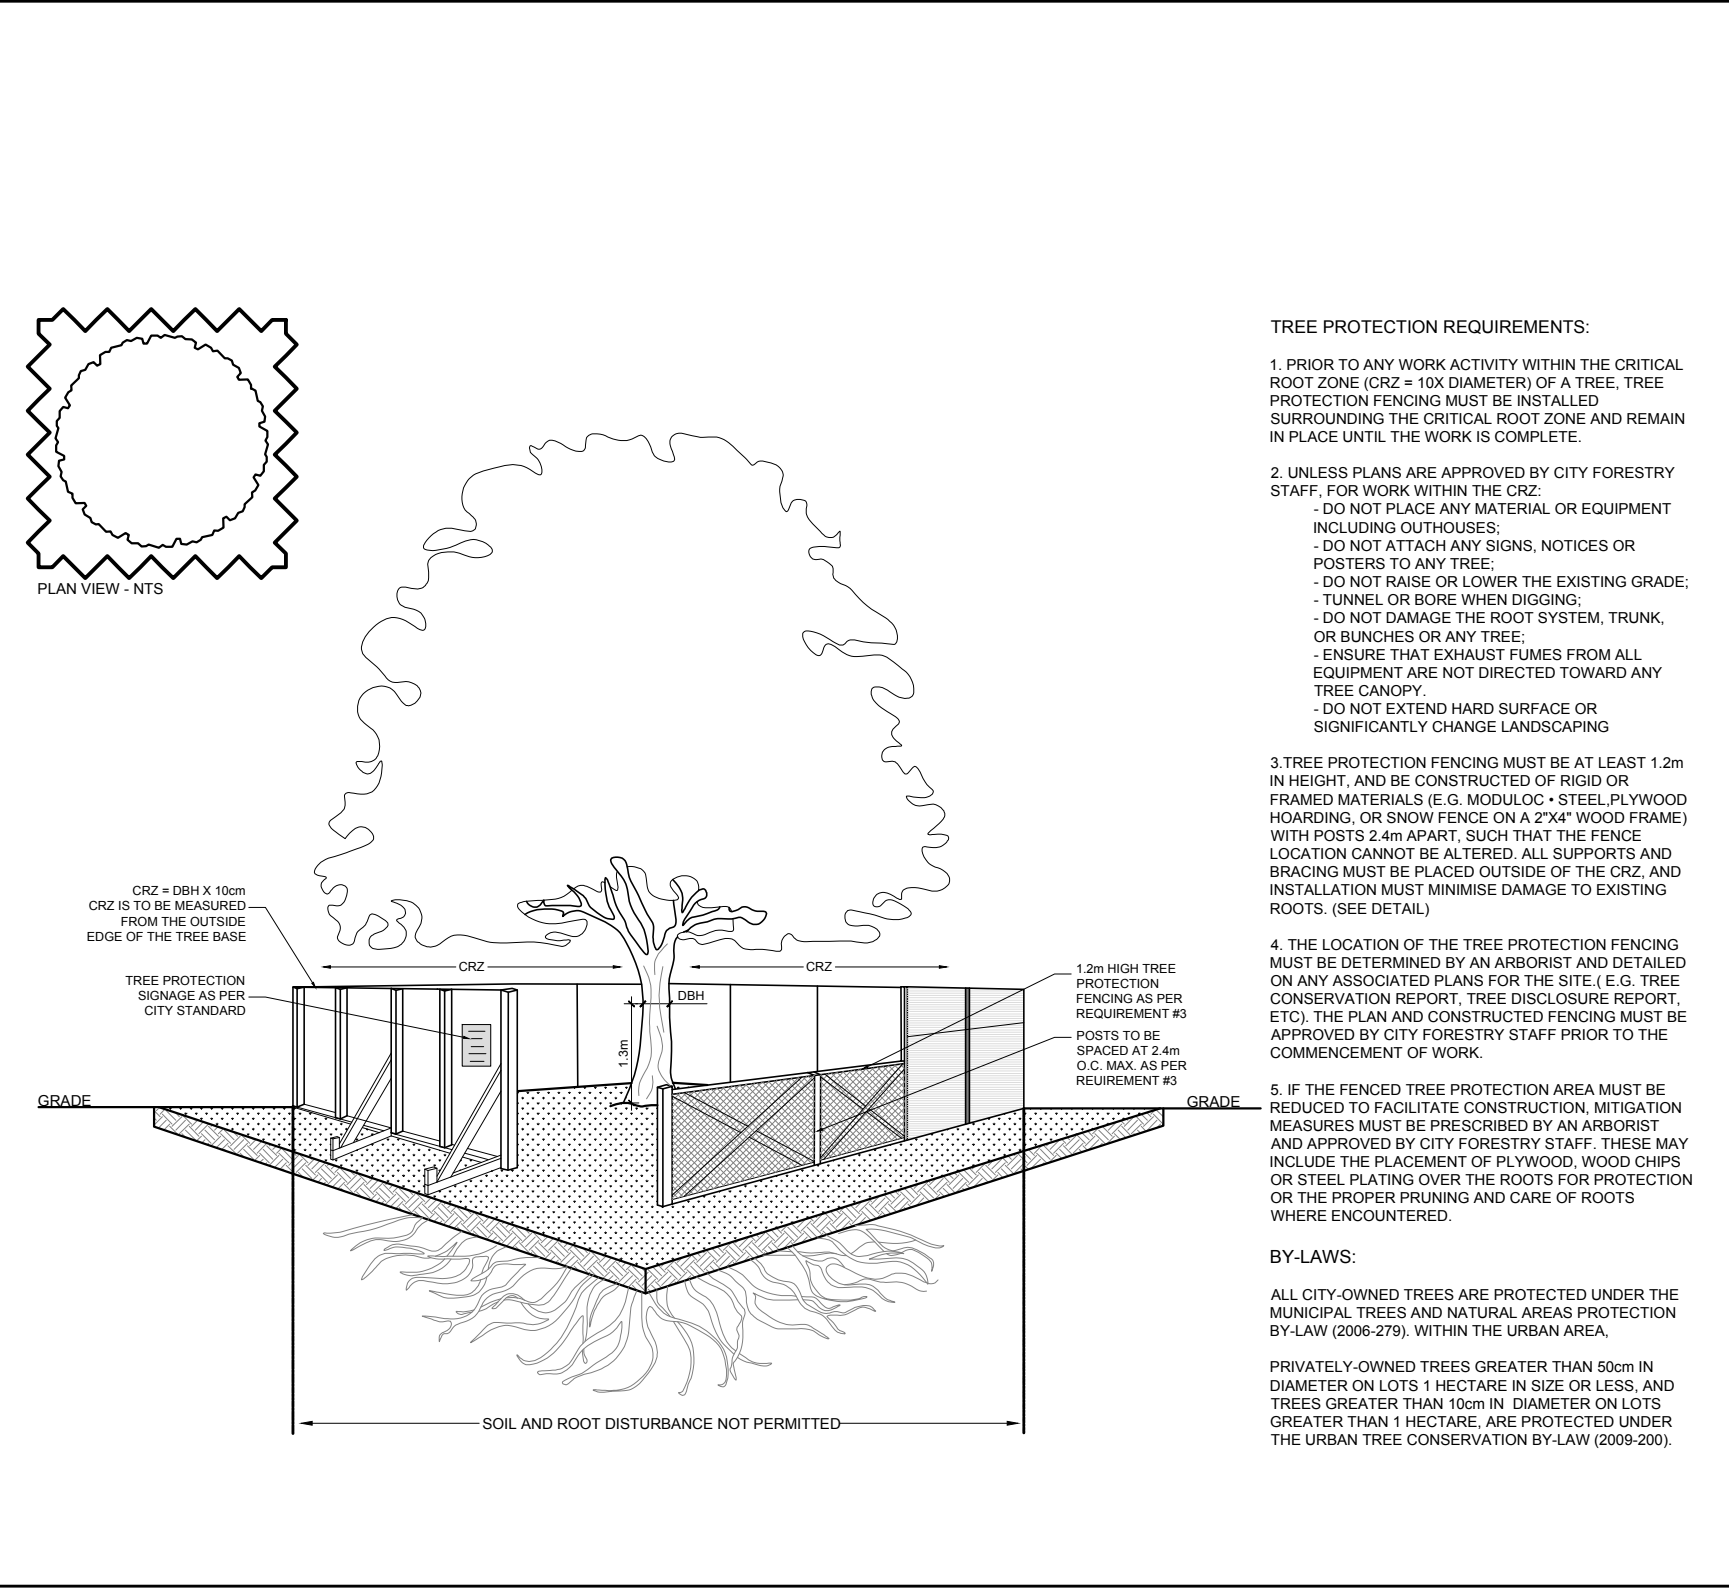 PLAN VIEW - NTS
CRZ = DBH X 10cm
CRZ IS TO BE MEASURED
FROM THE OUTSIDE
EDGE OF THE TREE BASE
TREE PROTECTION
SIGNAGE AS PER
CITY STANDARD
CRZ
CRZ
DBH
1.3m
1.2m HIGH TREE
PROTECTION
FENCING AS PER
REQUIREMENT #3
POSTS TO BE
SPACED AT 2.4m
O.C. MAX. AS PER
REUIREMENT #3
GRADE
GRADE
SOIL AND ROOT DISTURBANCE NOT PERMITTED
TREE PROTECTION REQUIREMENTS:
1. PRIOR TO ANY WORK ACTIVITY WITHIN THE CRITICAL
ROOT ZONE (CRZ = 10X DIAMETER) OF A TREE, TREE
PROTECTION FENCING MUST BE INSTALLED
SURROUNDING THE CRITICAL ROOT ZONE AND REMAIN
IN PLACE UNTIL THE WORK IS COMPLETE.
2. UNLESS PLANS ARE APPROVED BY CITY FORESTRY
STAFF, FOR WORK WITHIN THE CRZ:
- DO NOT PLACE ANY MATERIAL OR EQUIPMENT
INCLUDING OUTHOUSES;
- DO NOT ATTACH ANY SIGNS, NOTICES OR
POSTERS TO ANY TREE;
- DO NOT RAISE OR LOWER THE EXISTING GRADE;
- TUNNEL OR BORE WHEN DIGGING;
- DO NOT DAMAGE THE ROOT SYSTEM, TRUNK,
OR BUNCHES OR ANY TREE;
- ENSURE THAT EXHAUST FUMES FROM ALL
EQUIPMENT ARE NOT DIRECTED TOWARD ANY
TREE CANOPY.
- DO NOT EXTEND HARD SURFACE OR
SIGNIFICANTLY CHANGE LANDSCAPING
3.TREE PROTECTION FENCING MUST BE AT LEAST 1.2m
IN HEIGHT, AND BE CONSTRUCTED OF RIGID OR
FRAMED MATERIALS (E.G. MODULOC • STEEL,PLYWOOD
HOARDING, OR SNOW FENCE ON A 2"X4" WOOD FRAME)
WITH POSTS 2.4m APART, SUCH THAT THE FENCE
LOCATION CANNOT BE ALTERED. ALL SUPPORTS AND
BRACING MUST BE PLACED OUTSIDE OF THE CRZ, AND
INSTALLATION MUST MINIMISE DAMAGE TO EXISTING
ROOTS. (SEE DETAIL)
4. THE LOCATION OF THE TREE PROTECTION FENCING
MUST BE DETERMINED BY AN ARBORIST AND DETAILED
ON ANY ASSOCIATED PLANS FOR THE SITE.( E.G. TREE
CONSERVATION REPORT, TREE DISCLOSURE REPORT,
ETC). THE PLAN AND CONSTRUCTED FENCING MUST BE
APPROVED BY CITY FORESTRY STAFF PRIOR TO THE
COMMENCEMENT OF WORK.
5. IF THE FENCED TREE PROTECTION AREA MUST BE
REDUCED TO FACILITATE CONSTRUCTION, MITIGATION
MEASURES MUST BE PRESCRIBED BY AN ARBORIST
AND APPROVED BY CITY FORESTRY STAFF. THESE MAY
INCLUDE THE PLACEMENT OF PLYWOOD, WOOD CHIPS
OR STEEL PLATING OVER THE ROOTS FOR PROTECTION
OR THE PROPER PRUNING AND CARE OF ROOTS
WHERE ENCOUNTERED.
BY-LAWS:
ALL CITY-OWNED TREES ARE PROTECTED UNDER THE
MUNICIPAL TREES AND NATURAL AREAS PROTECTION
BY-LAW (2006-279). WITHIN THE URBAN AREA,
PRIVATELY-OWNED TREES GREATER THAN 50cm IN
DIAMETER ON LOTS 1 HECTARE IN SIZE OR LESS, AND
TREES GREATER THAN 10cm IN DIAMETER ON LOTS
GREATER THAN 1 HECTARE, ARE PROTECTED UNDER
THE URBAN TREE CONSERVATION BY-LAW (2009-200).